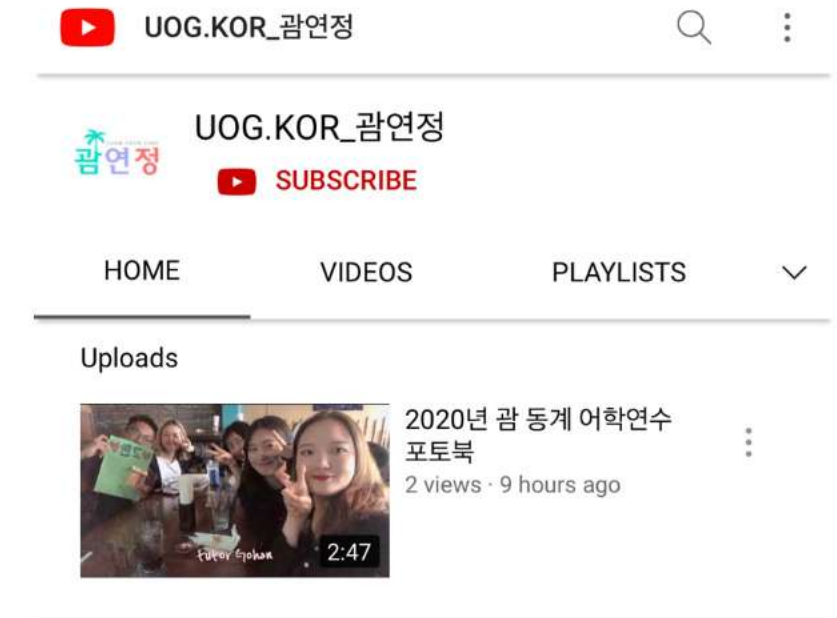 UOG.KOR_괌연정
UOG.KOR_괌연정
괌연정
SUBSCRIBE
HOME VIDEOS PLAYLISTS
Uploads
2020년 괌 동계 어학연수
포토북
2 views · 9 hours ago
tutor Gohan
2:47